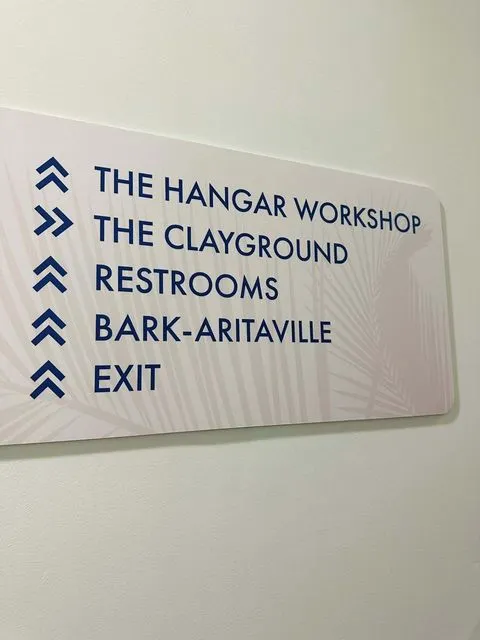 THE HANGAR WORKSHOP
THE CLAYGROUND
RESTROOMS
BARK-ARITAVILLE
EXIT